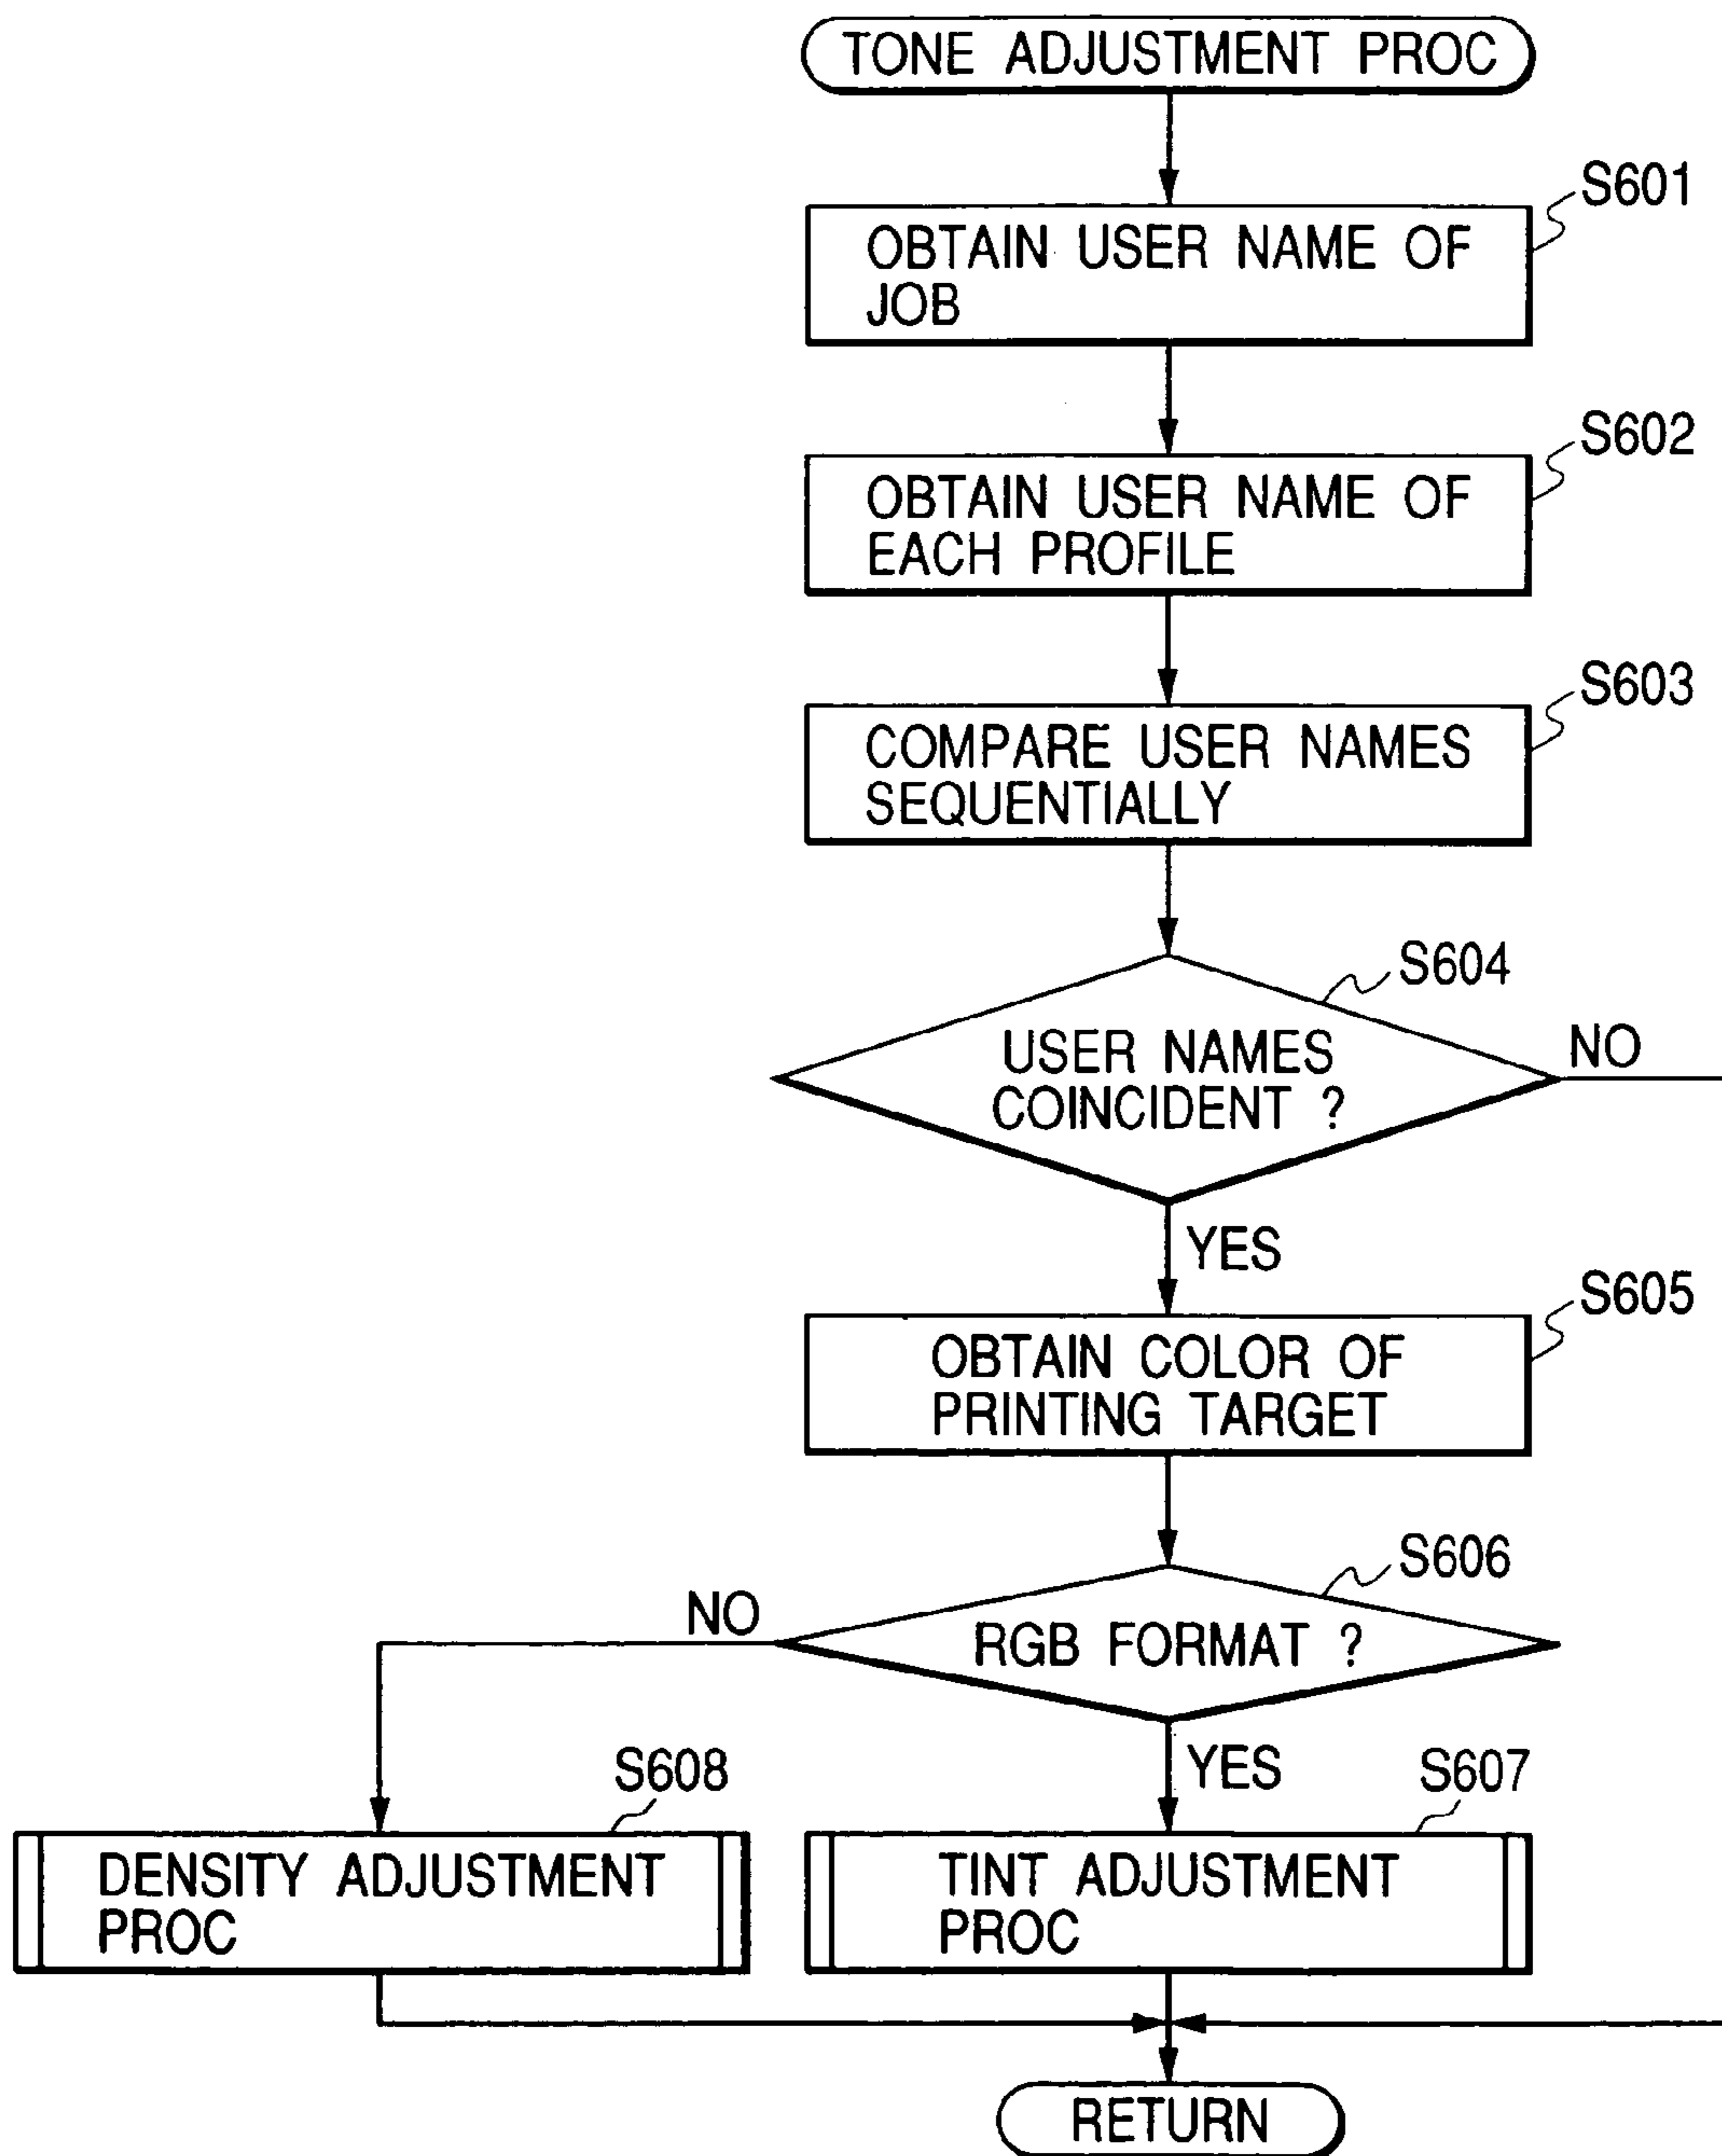 TONE ADJUSTMENT PROC
S601
OBTAIN USER NAME OF
JOB
S602
OBTAIN USER NAME OF
EACH PROFILE
S603
COMPARE USER NAMES
SEQUENTIALLY
S604
USER NAMES
COINCIDENT ?
NO
YES
S605
OBTAIN COLOR OF
PRINTING TARGET
S606
NO
RGB FORMAT ?
YES
S608
S607
DENSITY ADJUSTMENT
PROC
TINT ADJUSTMENT
PROC
RETURN